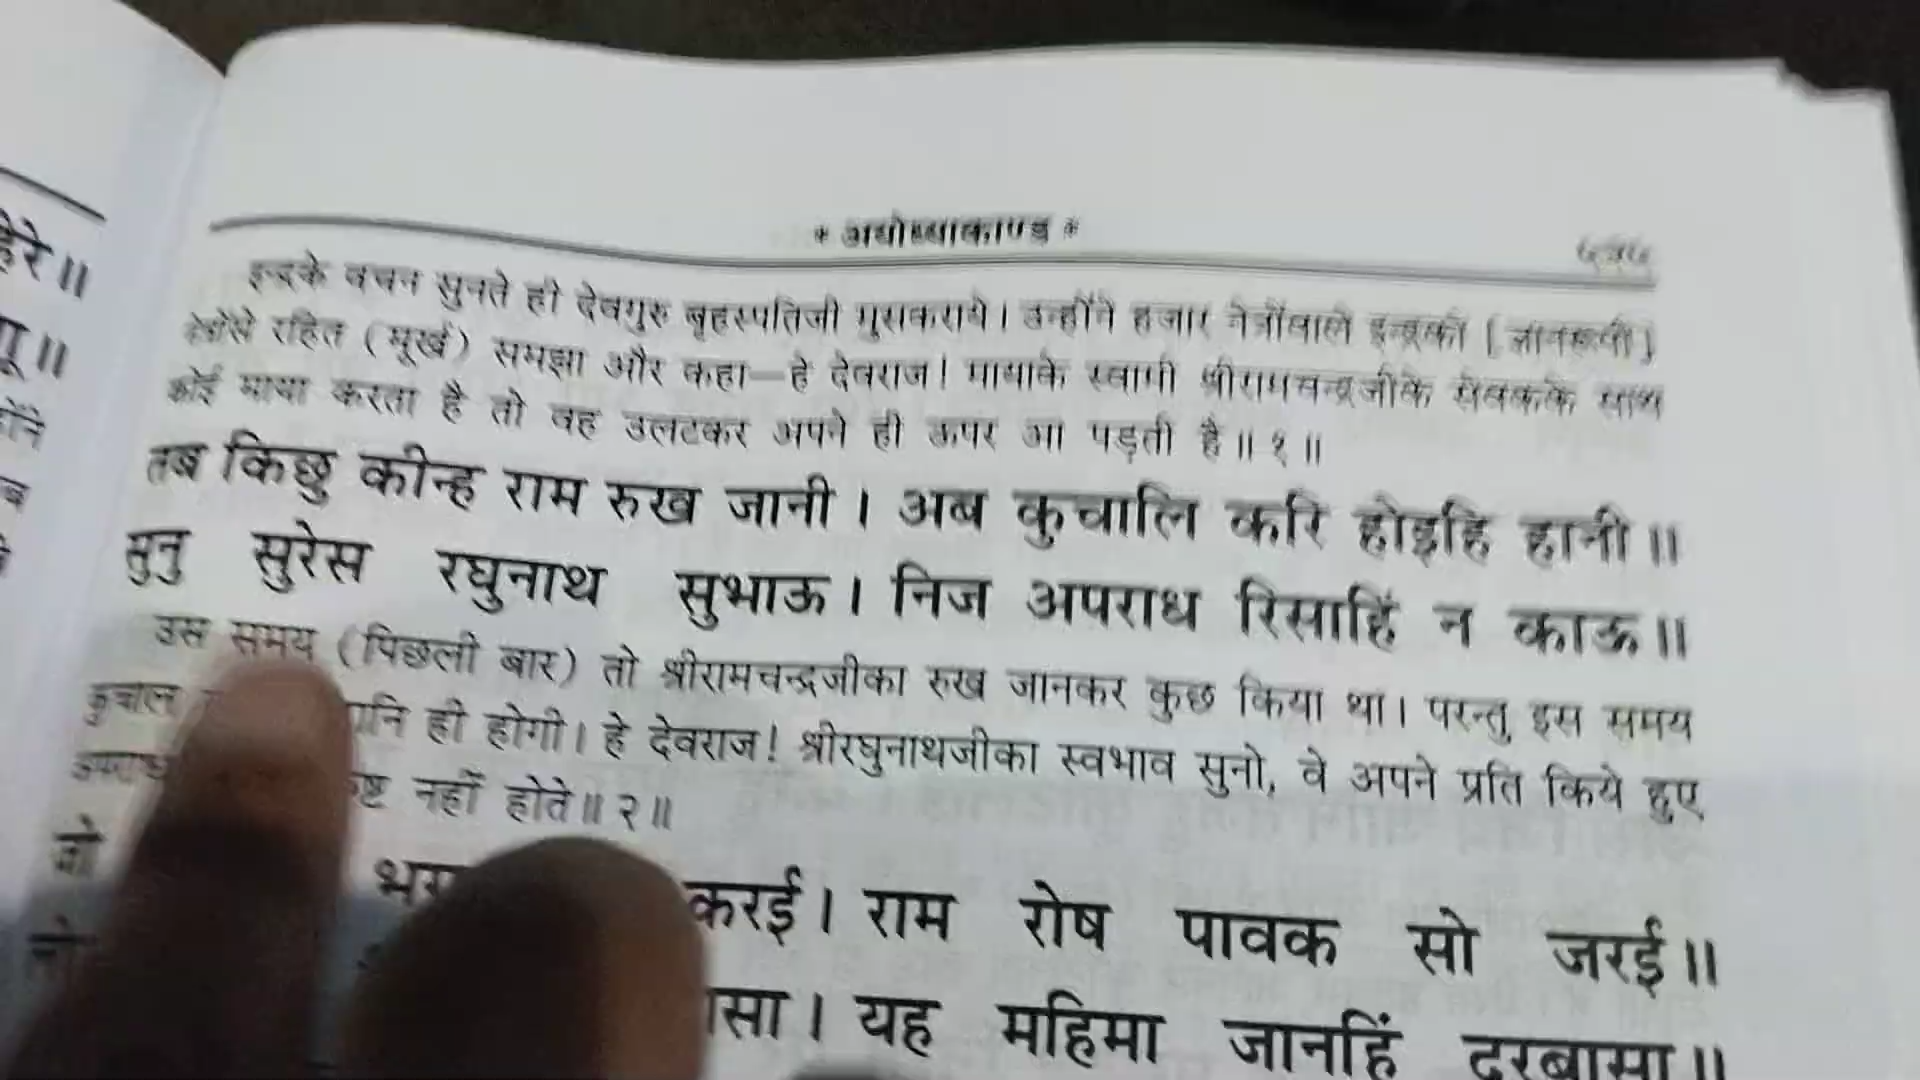 हेरे॥
* अयोध्याकाण्ड *
इन्द्रके वचन सुनते ही देवगुरु बृहस्पतिजी मुसकराये। उन्होंने हजार नेत्रोंवाले इन्द्रको [ज्ञानरूपी]
नेत्रोंसे रहित (मूर्ख) समझा और कहा—हे देवराज! मायाके स्वामी श्रीरामचन्द्रजीके सेवकके साथ
कोई माया करता है तो वह उलटकर अपने ही ऊपर आ पड़ती है॥ १॥
तब किछु कीन्ह राम रुख जानी। अब कुचालि करि होइहि हानी॥
सुनु सुरेस रघुनाथ सुभाऊ। निज अपराध रिसाहिं न काऊ॥
उस समय (पिछली बार) तो श्रीरामचन्द्रजीका रुख जानकर कुछ किया था। परन्तु इस समय
कुचाल हानि ही होगी। हे देवराज! श्रीरघुनाथजीका स्वभाव सुनो, वे अपने प्रति किये हुए
नहीं होते॥ २॥
करई। राम रोष पावक सो जरई॥
यह महिमा जानहिं दुरबासा॥